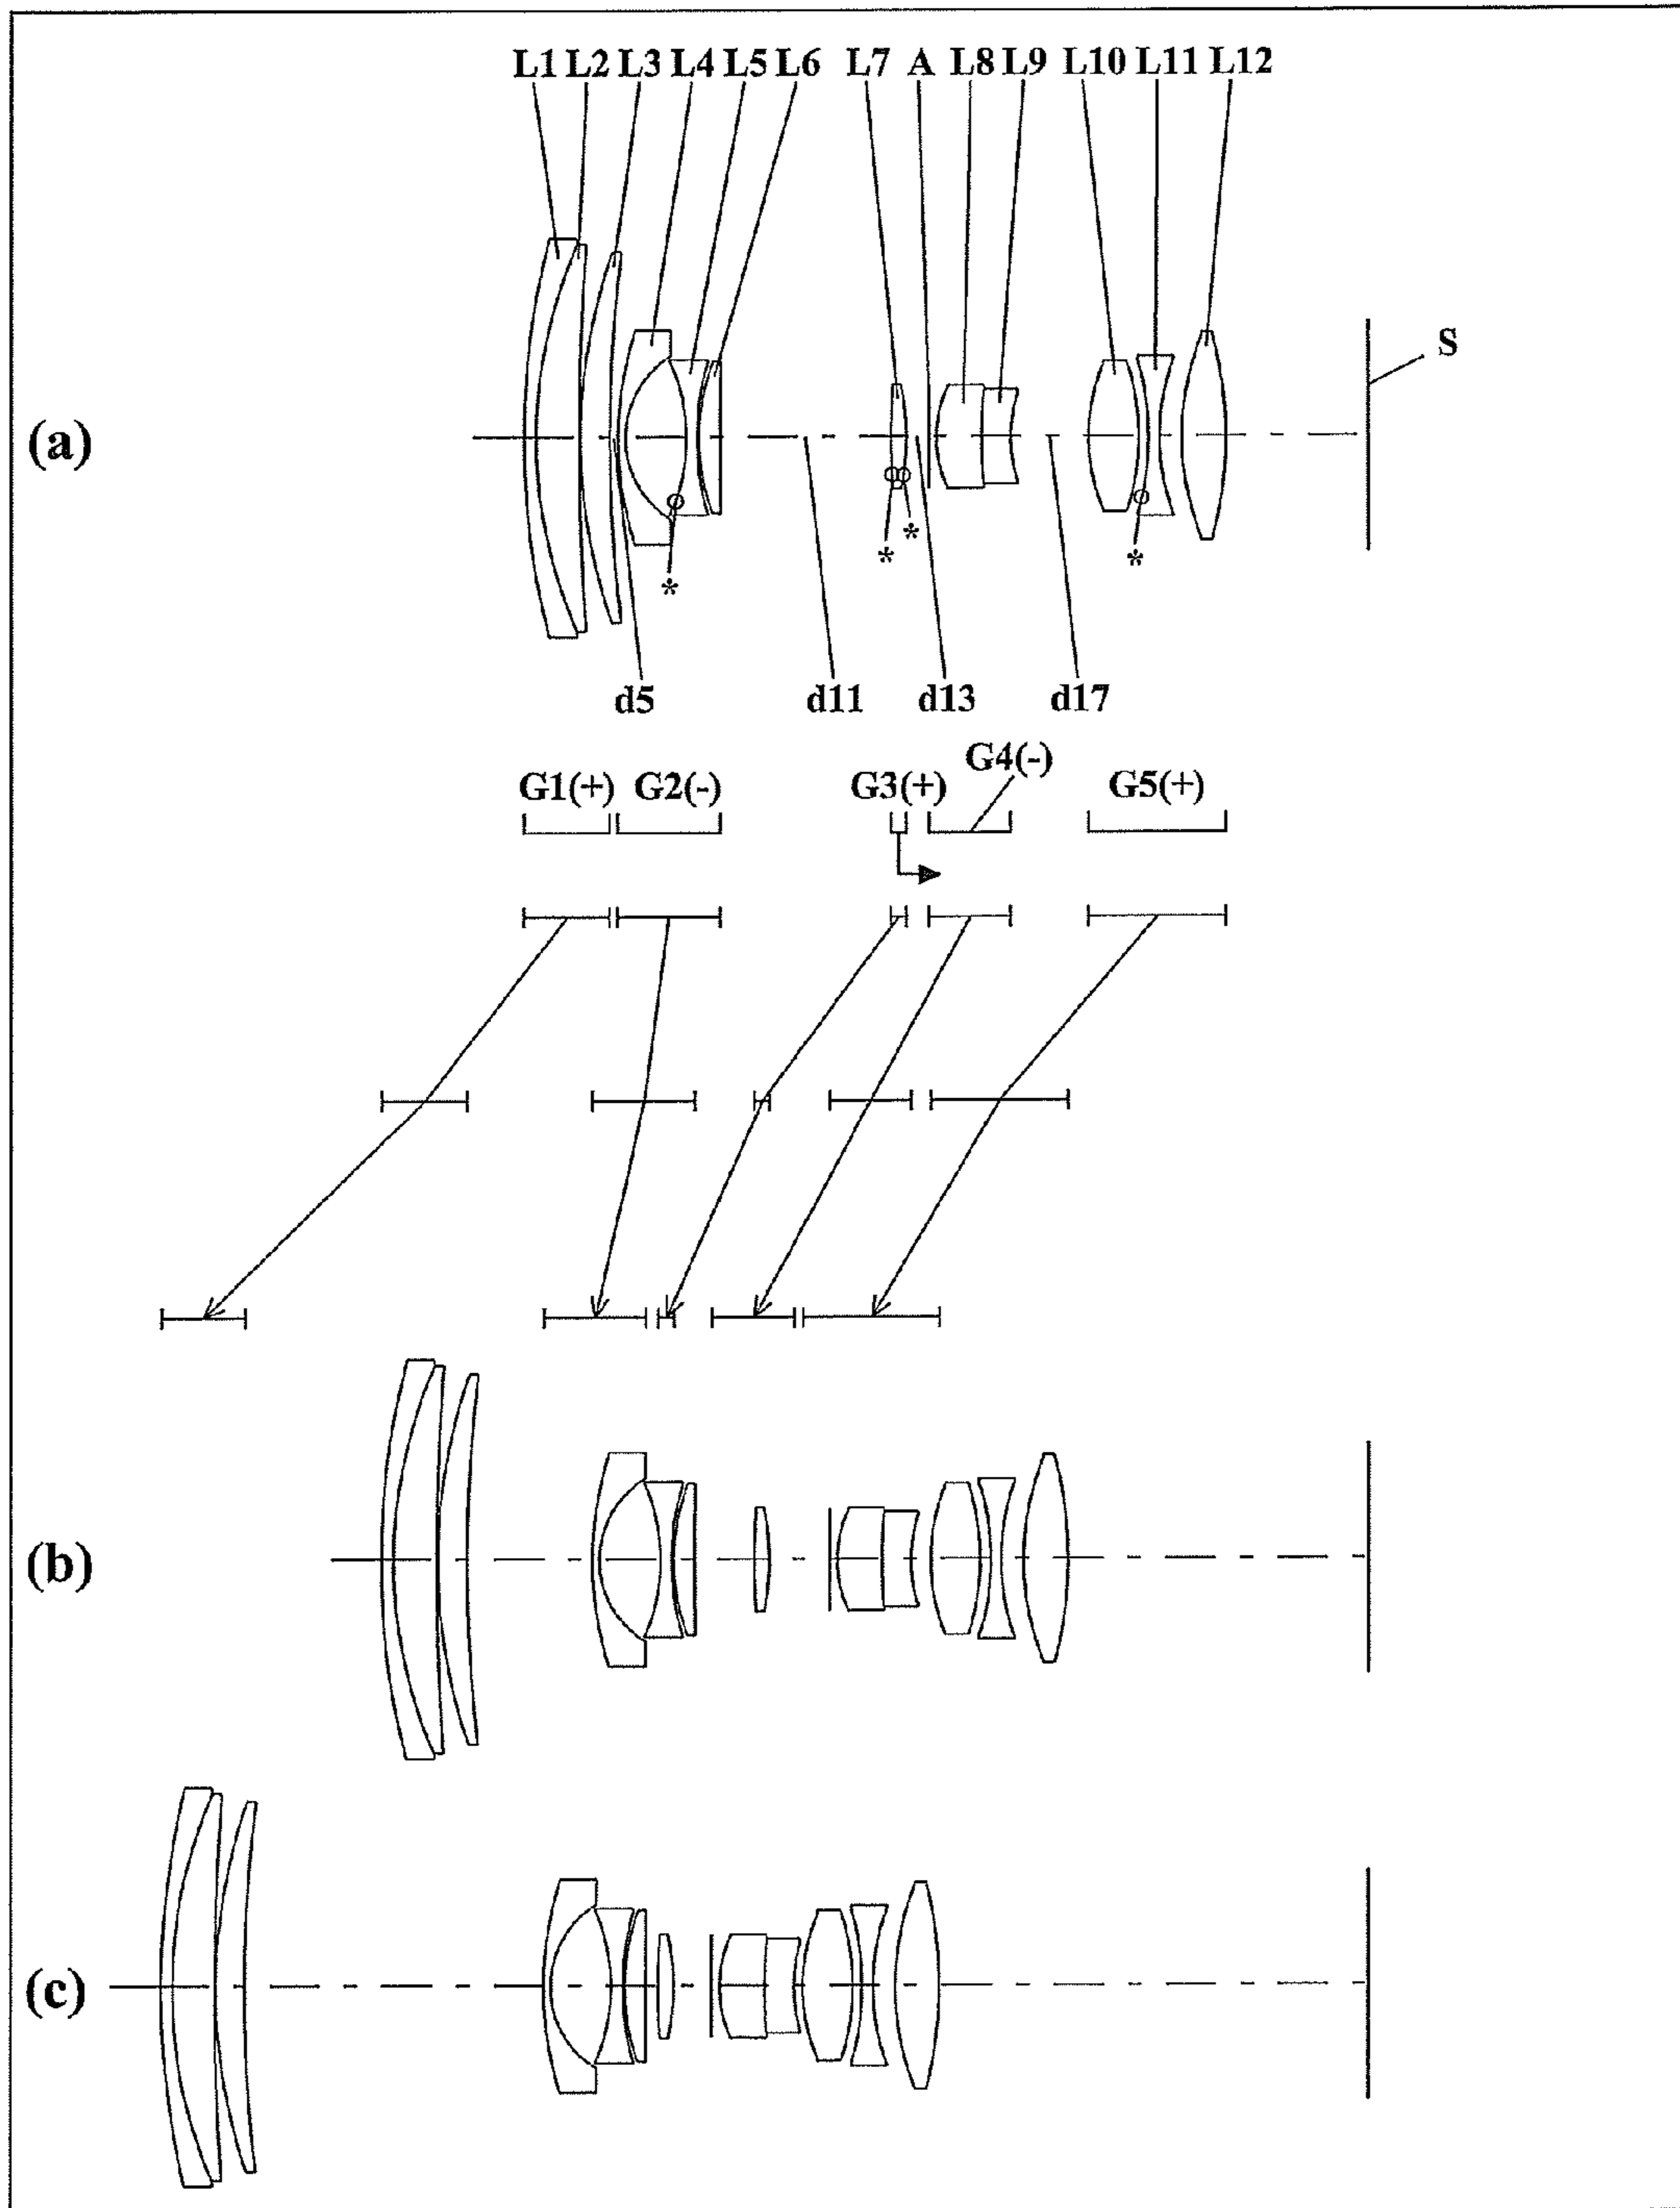 L1 L2 L3 L4 L5 L6 L7 A L8 L9 L10 L11 L12
S
(a)
* * * *
d5 d11 d13 d17
G4(-)
G1(+) G2(-) G3(+) G5(+)
(b)
(c)